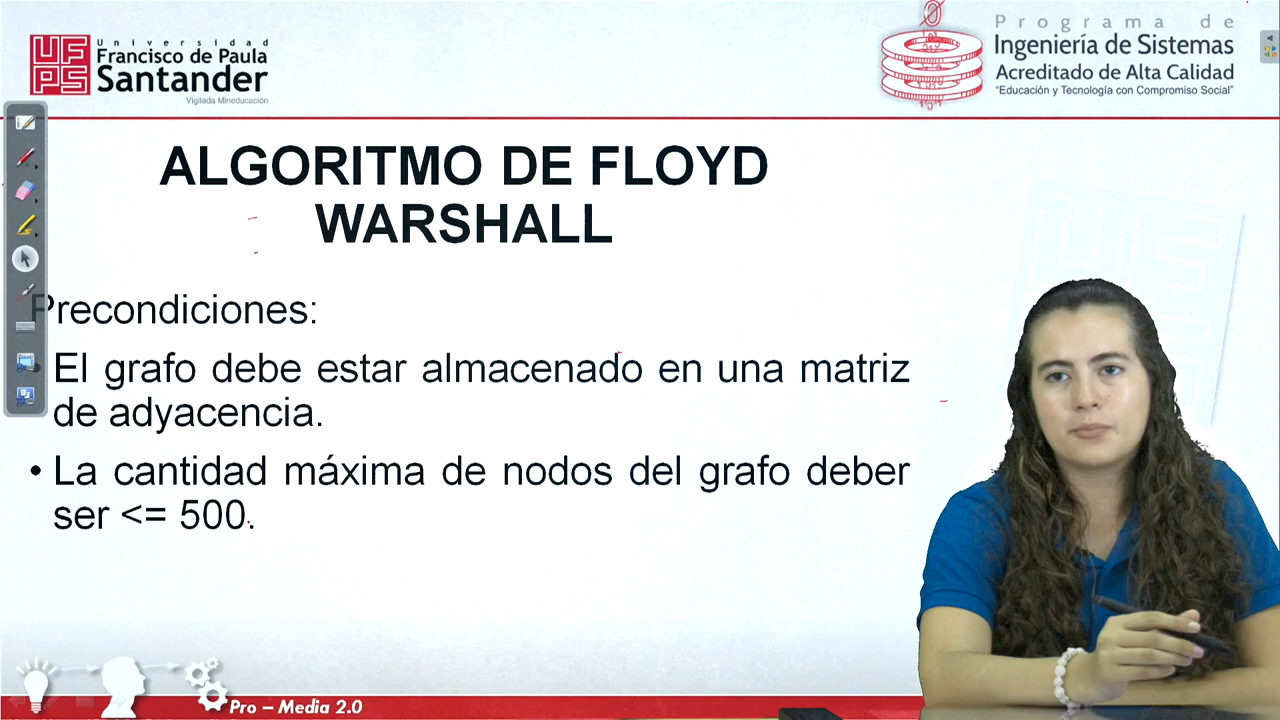 UFPS
Universidad
Francisco de Paula
Santander
Vigilada Mineducación
Programa de
Ingeniería de Sistemas
Acreditado de Alta Calidad
"Educación y Tecnología con Compromiso Social"
ALGORITMO DE FLOYD
WARSHALL
Precondiciones:
El grafo debe estar almacenado en una matriz
de adyacencia.
• La cantidad máxima de nodos del grafo deber
ser <= 500.
Pro – Media 2.0